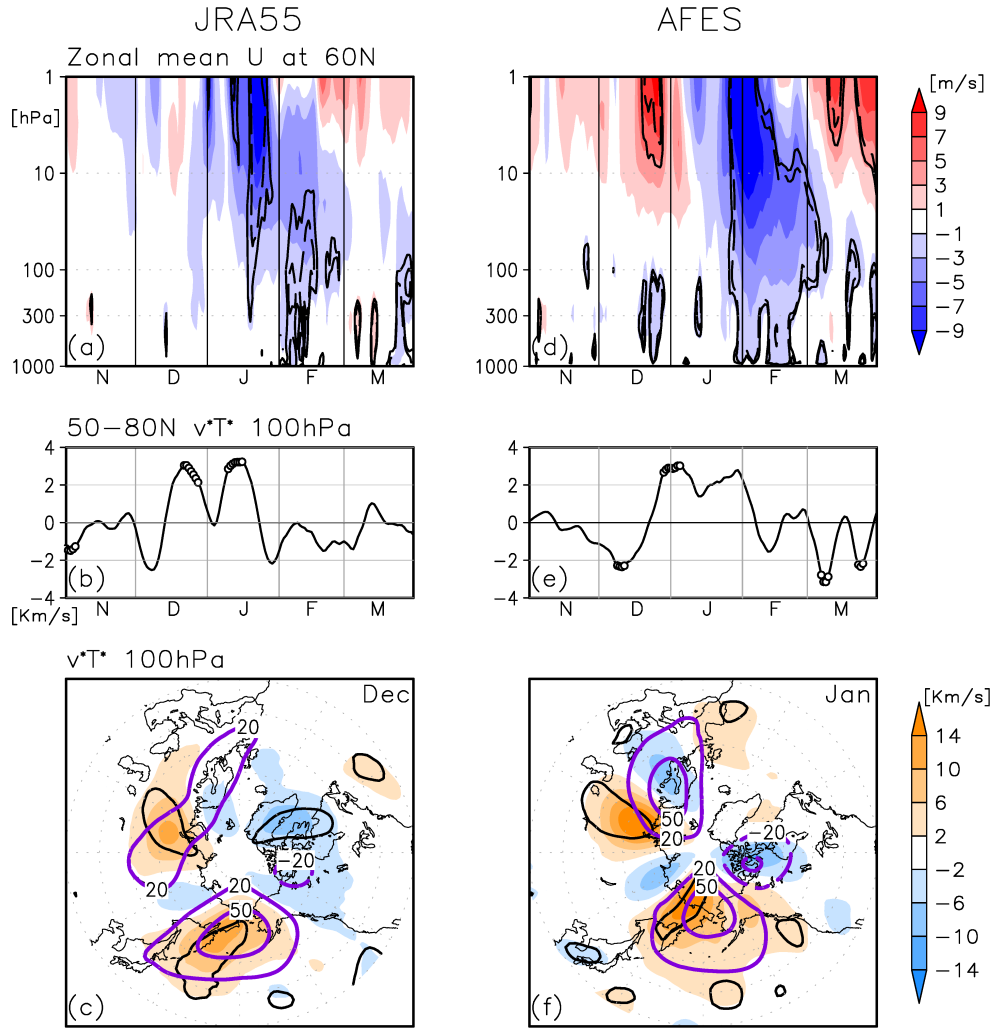 JRA55 AFES
Zonal mean U at 60N
[m/s]
1 1
[hPa]
10 10
100 100
300 300
1000 1000
(a) (d)
N D J F M N D J F M
9
7
5
3
1
−1
−3
−5
−7
−9
50−80N v*T* 100hPa
4 4
2 2
0 0
−2 −2
−4 −4
(b) (e)
N D J F M N D J F M
[Km/s]
v*T* 100hPa
Dec Jan
[Km/s]
20
−20
20 20
50
50
20
−20
20
50
14
10
6
2
−2
−6
−10
−14
(c) (f)